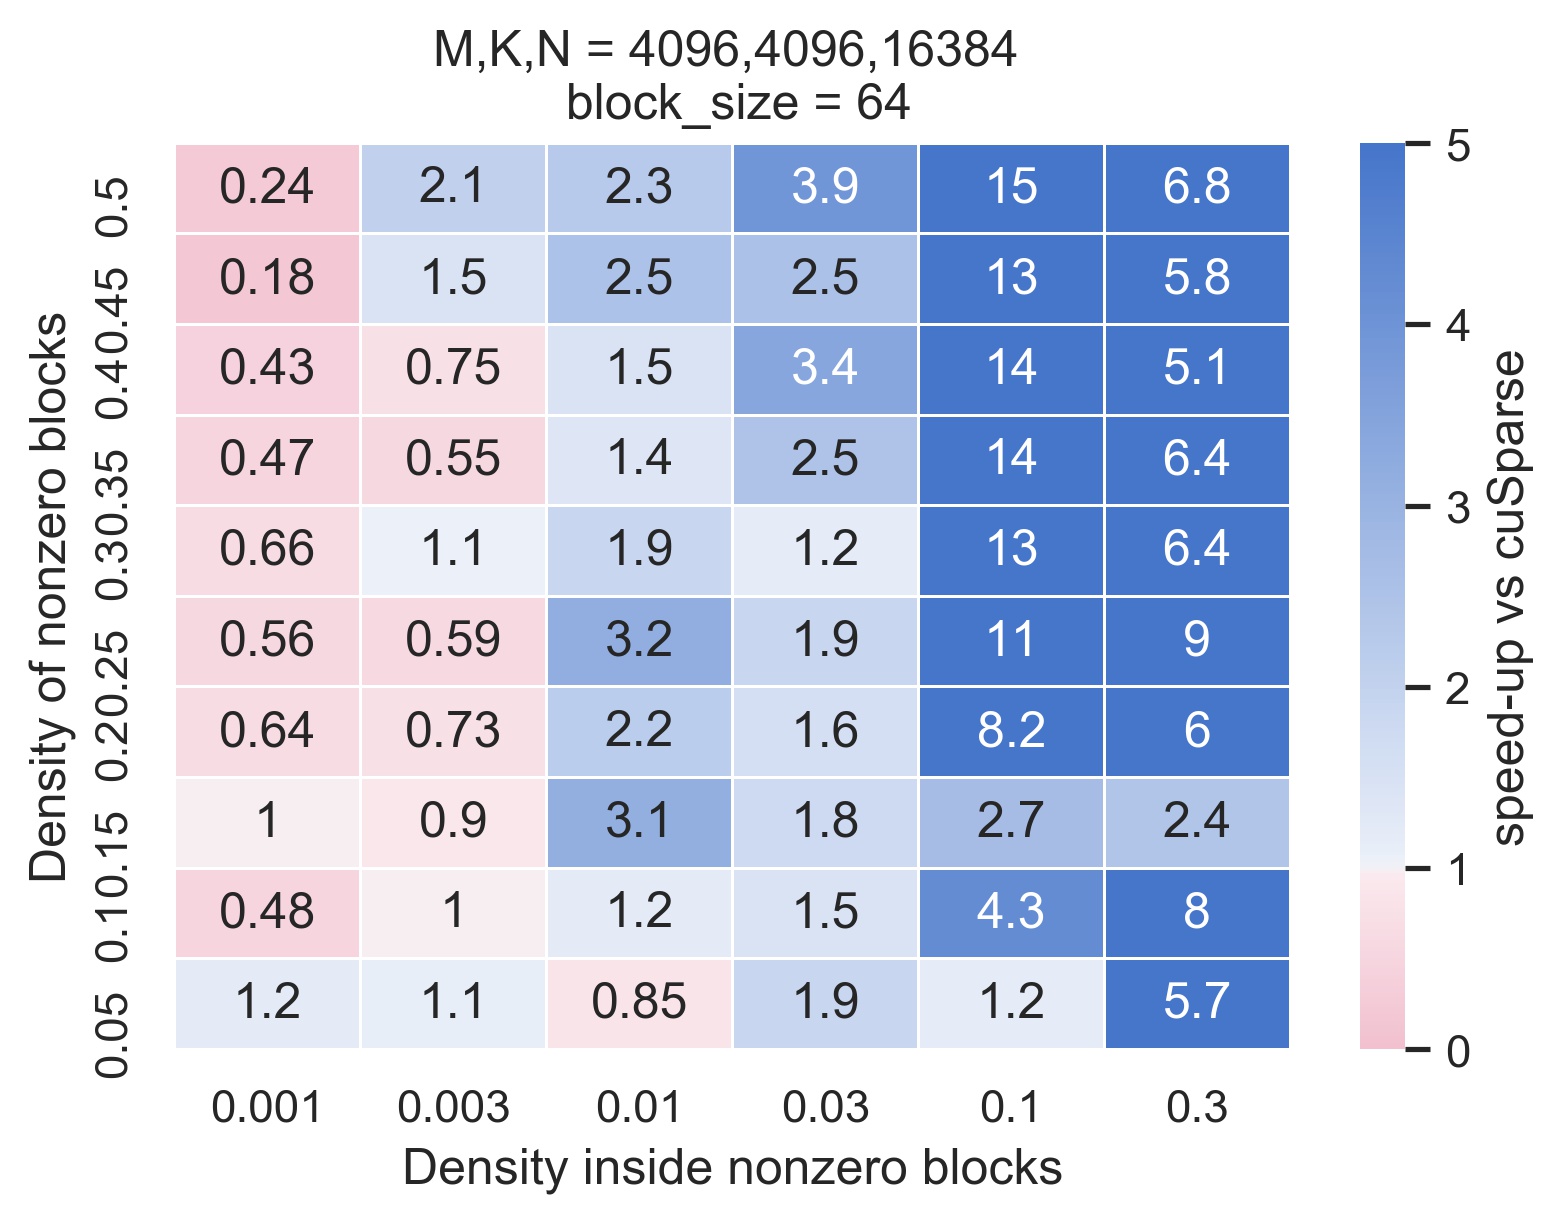 M,K,N = 4096,4096,16384
block_size = 64
Density of nonzero blocks
0.5 0.24 2.1 2.3 3.9 15 6.8
0.45 0.18 1.5 2.5 2.5 13 5.8
0.4 0.43 0.75 1.5 3.4 14 5.1
0.35 0.47 0.55 1.4 2.5 14 6.4
0.3 0.66 1.1 1.9 1.2 13 6.4
0.25 0.56 0.59 3.2 1.9 11 9
0.2 0.64 0.73 2.2 1.6 8.2 6
0.15 1 0.9 3.1 1.8 2.7 2.4
0.1 0.48 1 1.2 1.5 4.3 8
0.05 1.2 1.1 0.85 1.9 1.2 5.7
0.001 0.003 0.01 0.03 0.1 0.3
Density inside nonzero blocks
5
4
3
2
1
0
speed-up vs cuSparse